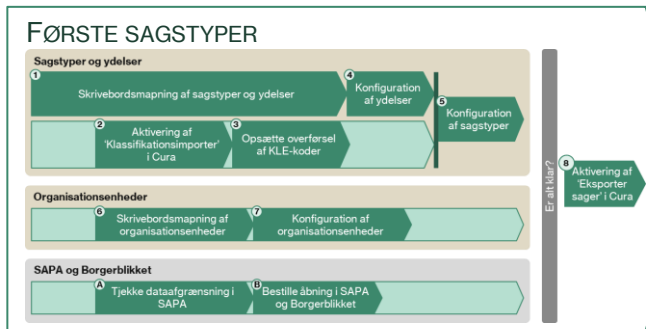 FØRSTE SAGSTYPER
Sagstyper og ydelser
1
Skrivebordsmapning af sagstyper og ydelser
4
Konfiguration
af ydelser
5
Konfiguration
af sagstyper
2
Aktivering af
'Klassifikationsimporter'
i Cura
3
Opsætte overførsel
af KLE-koder
Organisationsenheder
6
Skrivebordsmapning af
organisationsenheder
7
Konfiguration af
organisationsenheder
SAPA og Borgerblikket
A
Tjekke dataafgrænsning i
SAPA
B
Bestille åbning i SAPA
og Borgerblikket
Er alt klar?
8
Aktivering af
'Eksporter
sager' i Cura